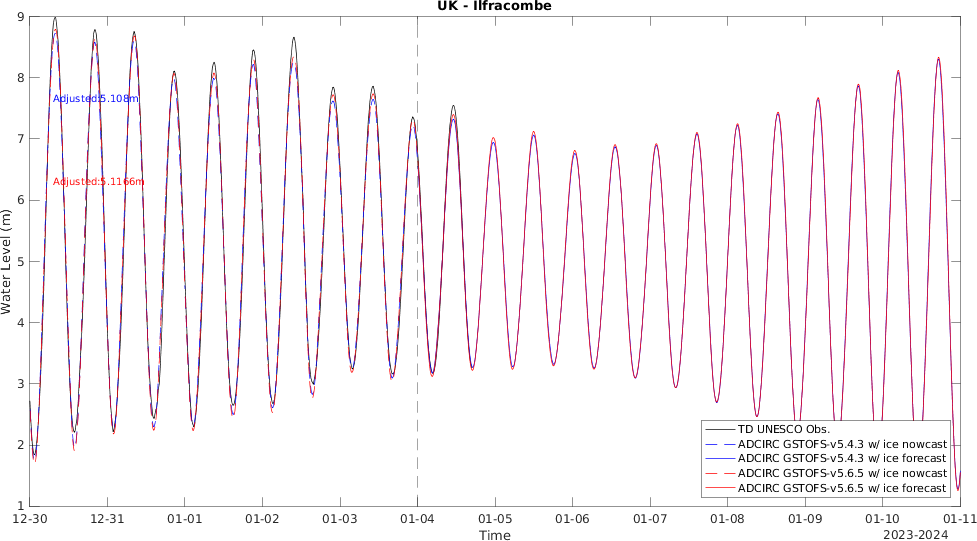 UK - Ilfracombe
9
8
7
6
5
4
3
2
1
Water Level (m)
Adjusted:5.108m
Adjusted:5.1166m
TD UNESCO Obs.
ADCIRC GSTOFS-v5.4.3 w/ ice nowcast
ADCIRC GSTOFS-v5.4.3 w/ ice forecast
ADCIRC GSTOFS-v5.6.5 w/ ice nowcast
ADCIRC GSTOFS-v5.6.5 w/ ice forecast
12-30 12-31 01-01 01-02 01-03 01-04 01-05 01-06 01-07 01-08 01-09 01-10 01-11
Time
2023-2024